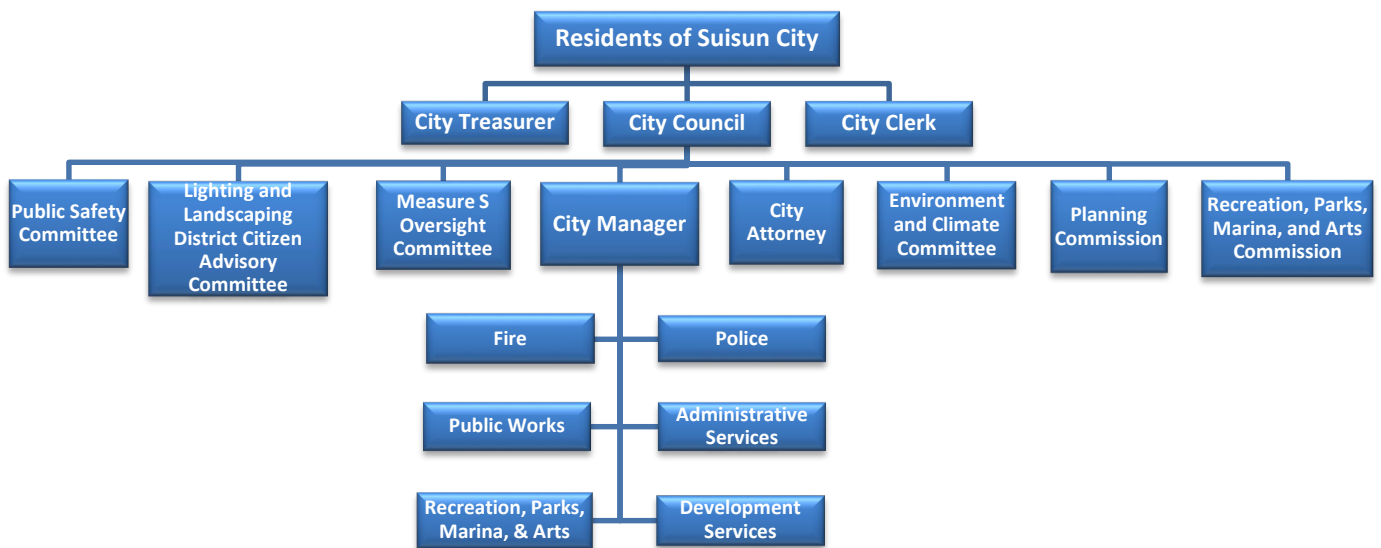 Residents of Suisun City
City Treasurer
City Council
City Clerk
Public Safety
Committee
Lighting and
Landscaping
District Citizen
Advisory
Committee
Measure S
Oversight
Committee
City Manager
City
Attorney
Environment
and Climate
Committee
Planning
Commission
Recreation, Parks,
Marina, and Arts
Commission
Fire
Police
Public Works
Administrative
Services
Recreation, Parks,
Marina, & Arts
Development
Services